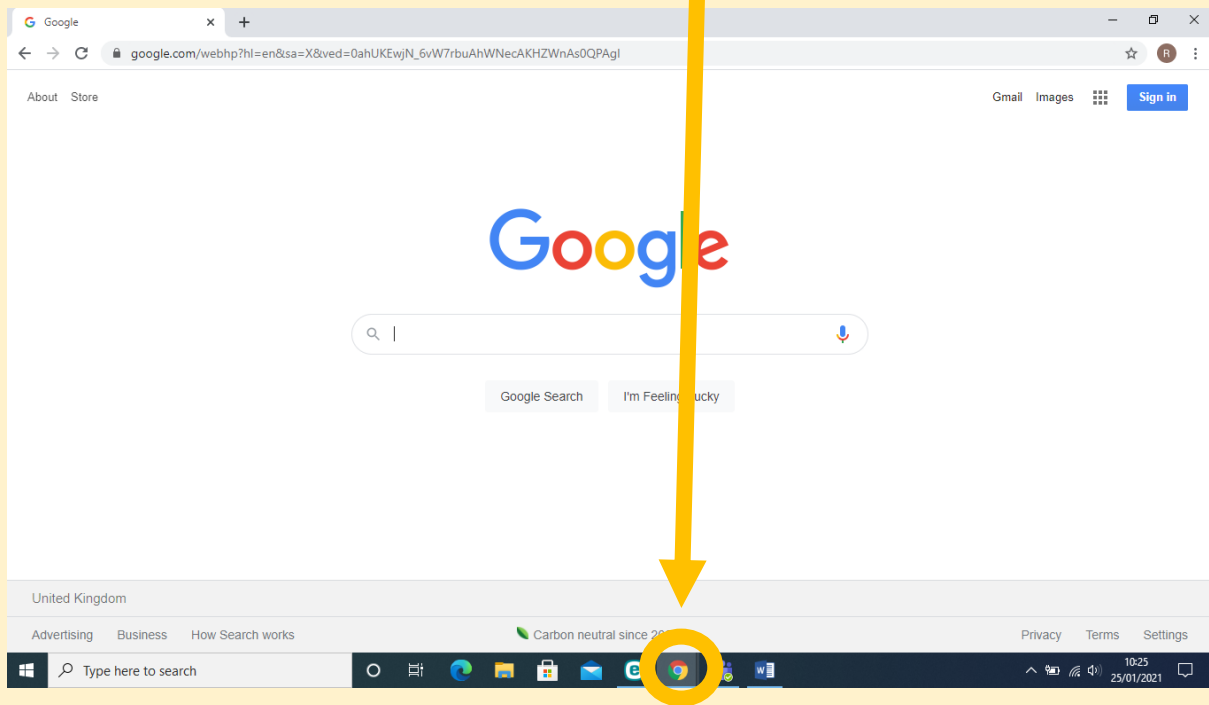 Google
google.com/webhp?hl=en&sa=X&ved=0ahUKEwjN_6vW7rbuAhWNecAKHZWnAs0QPAgI
R
About Store Gmail Images Sign in
Google
Google Search I'm Feeling Lucky
United Kingdom
Advertising Business How Search works Carbon neutral since Privacy Terms Settings
Type here to search 10:25
25/01/2021